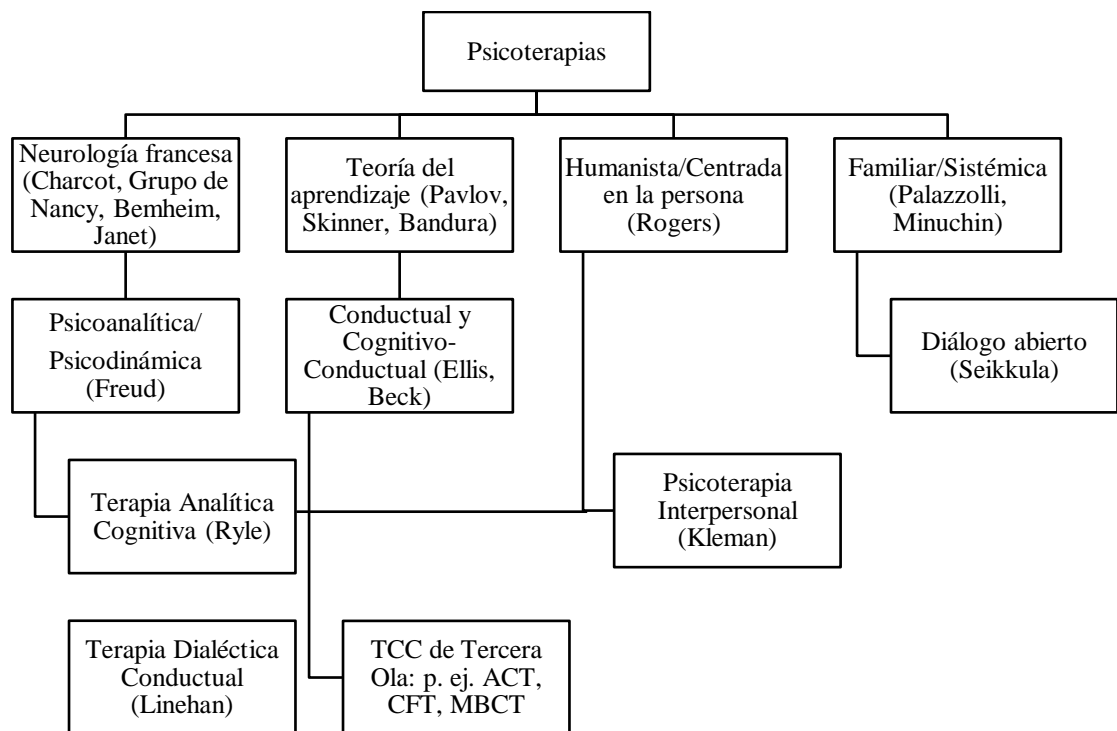 Psicoterapias
Neurología francesa
(Charcot, Grupo de
Nancy, Bemheim,
Janet)
Teoría del
aprendizaje (Pavlov,
Skinner, Bandura)
Humanista/Centrada
en la persona
(Rogers)
Familiar/Sistémica
(Palazzolli,
Minuchin)
Psicoanalítica/
Psicodinámica
(Freud)
Conductual y
Cognitivo-
Conductual (Ellis,
Beck)
Diálogo abierto
(Seikkula)
Terapia Analítica
Cognitiva (Ryle)
Psicoterapia
Interpersonal
(Kleman)
Terapia Dialéctica
Conductual
(Linehan)
TCC de Tercera
Ola: p. ej. ACT,
CFT, MBCT